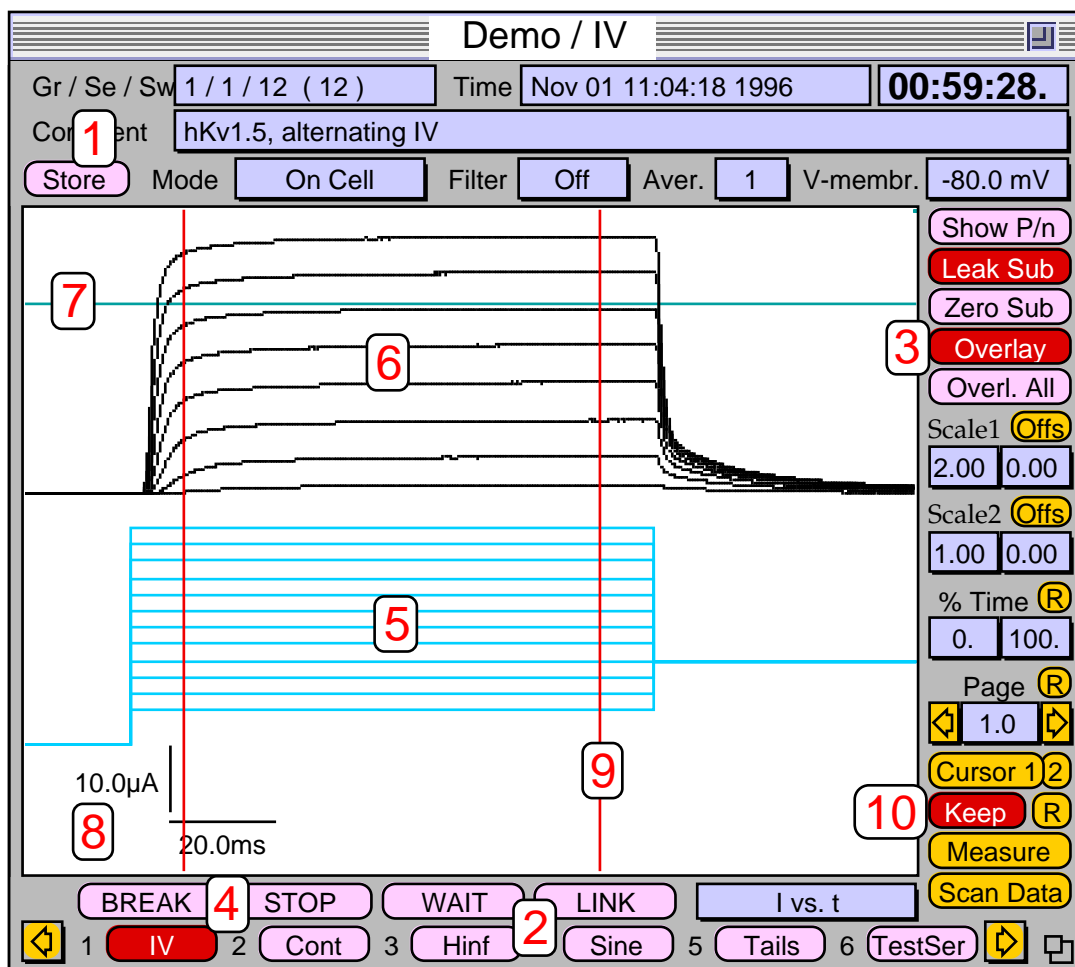 Demo / IV
Gr / Se / Sw 1 / 1 / 12 ( 12 ) Time Nov 01 11:04:18 1996 00:59:28.
Comment hKv1.5, alternating IV
1
Store Mode On Cell Filter Off Aver. 1 V-membr. -80.0 mV
Show P/n
Leak Sub
7 Zero Sub
6 3 Overlay
Overl. All
Scale1 Offs
2.00 0.00
Scale2 Offs
1.00 0.00
5 % Time R
0. 100.
Page R
1.0
9 Cursor 1 2
10.0µA
10 Keep R
8 20.0ms Measure
BREAK 4 STOP WAIT LINK I vs. t Scan Data
1 IV 2 Cont 3 Hinf 2 Sine 5 Tails 6 TestSer